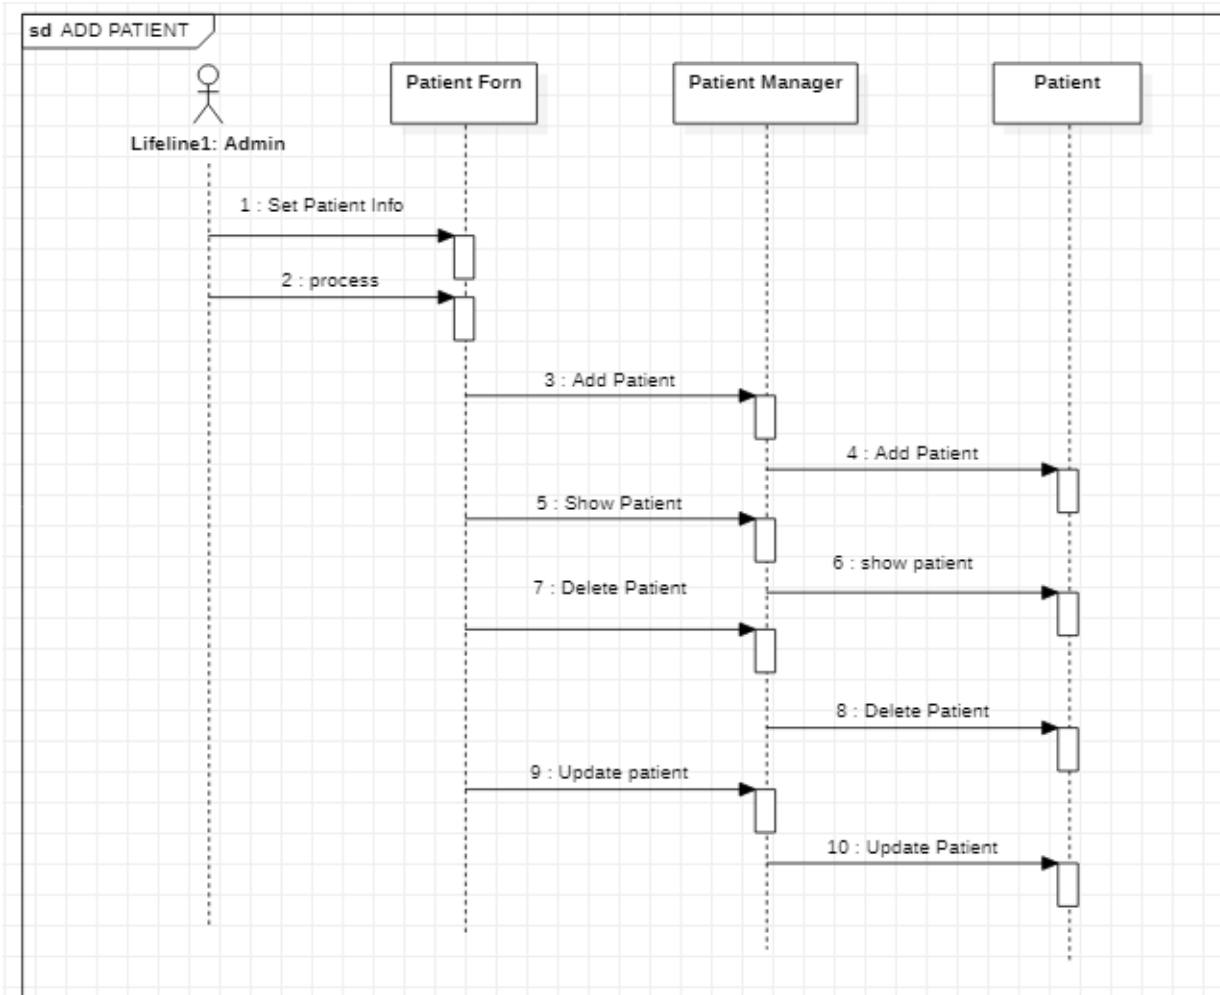 sd ADD PATIENT
Patient Forn
Patient Manager
Patient
Lifeline1: Admin
1 : Set Patient Info
2 : process
3 : Add Patient
4 : Add Patient
5 : Show Patient
6 : show patient
7 : Delete Patient
8 : Delete Patient
9 : Update patient
10 : Update Patient